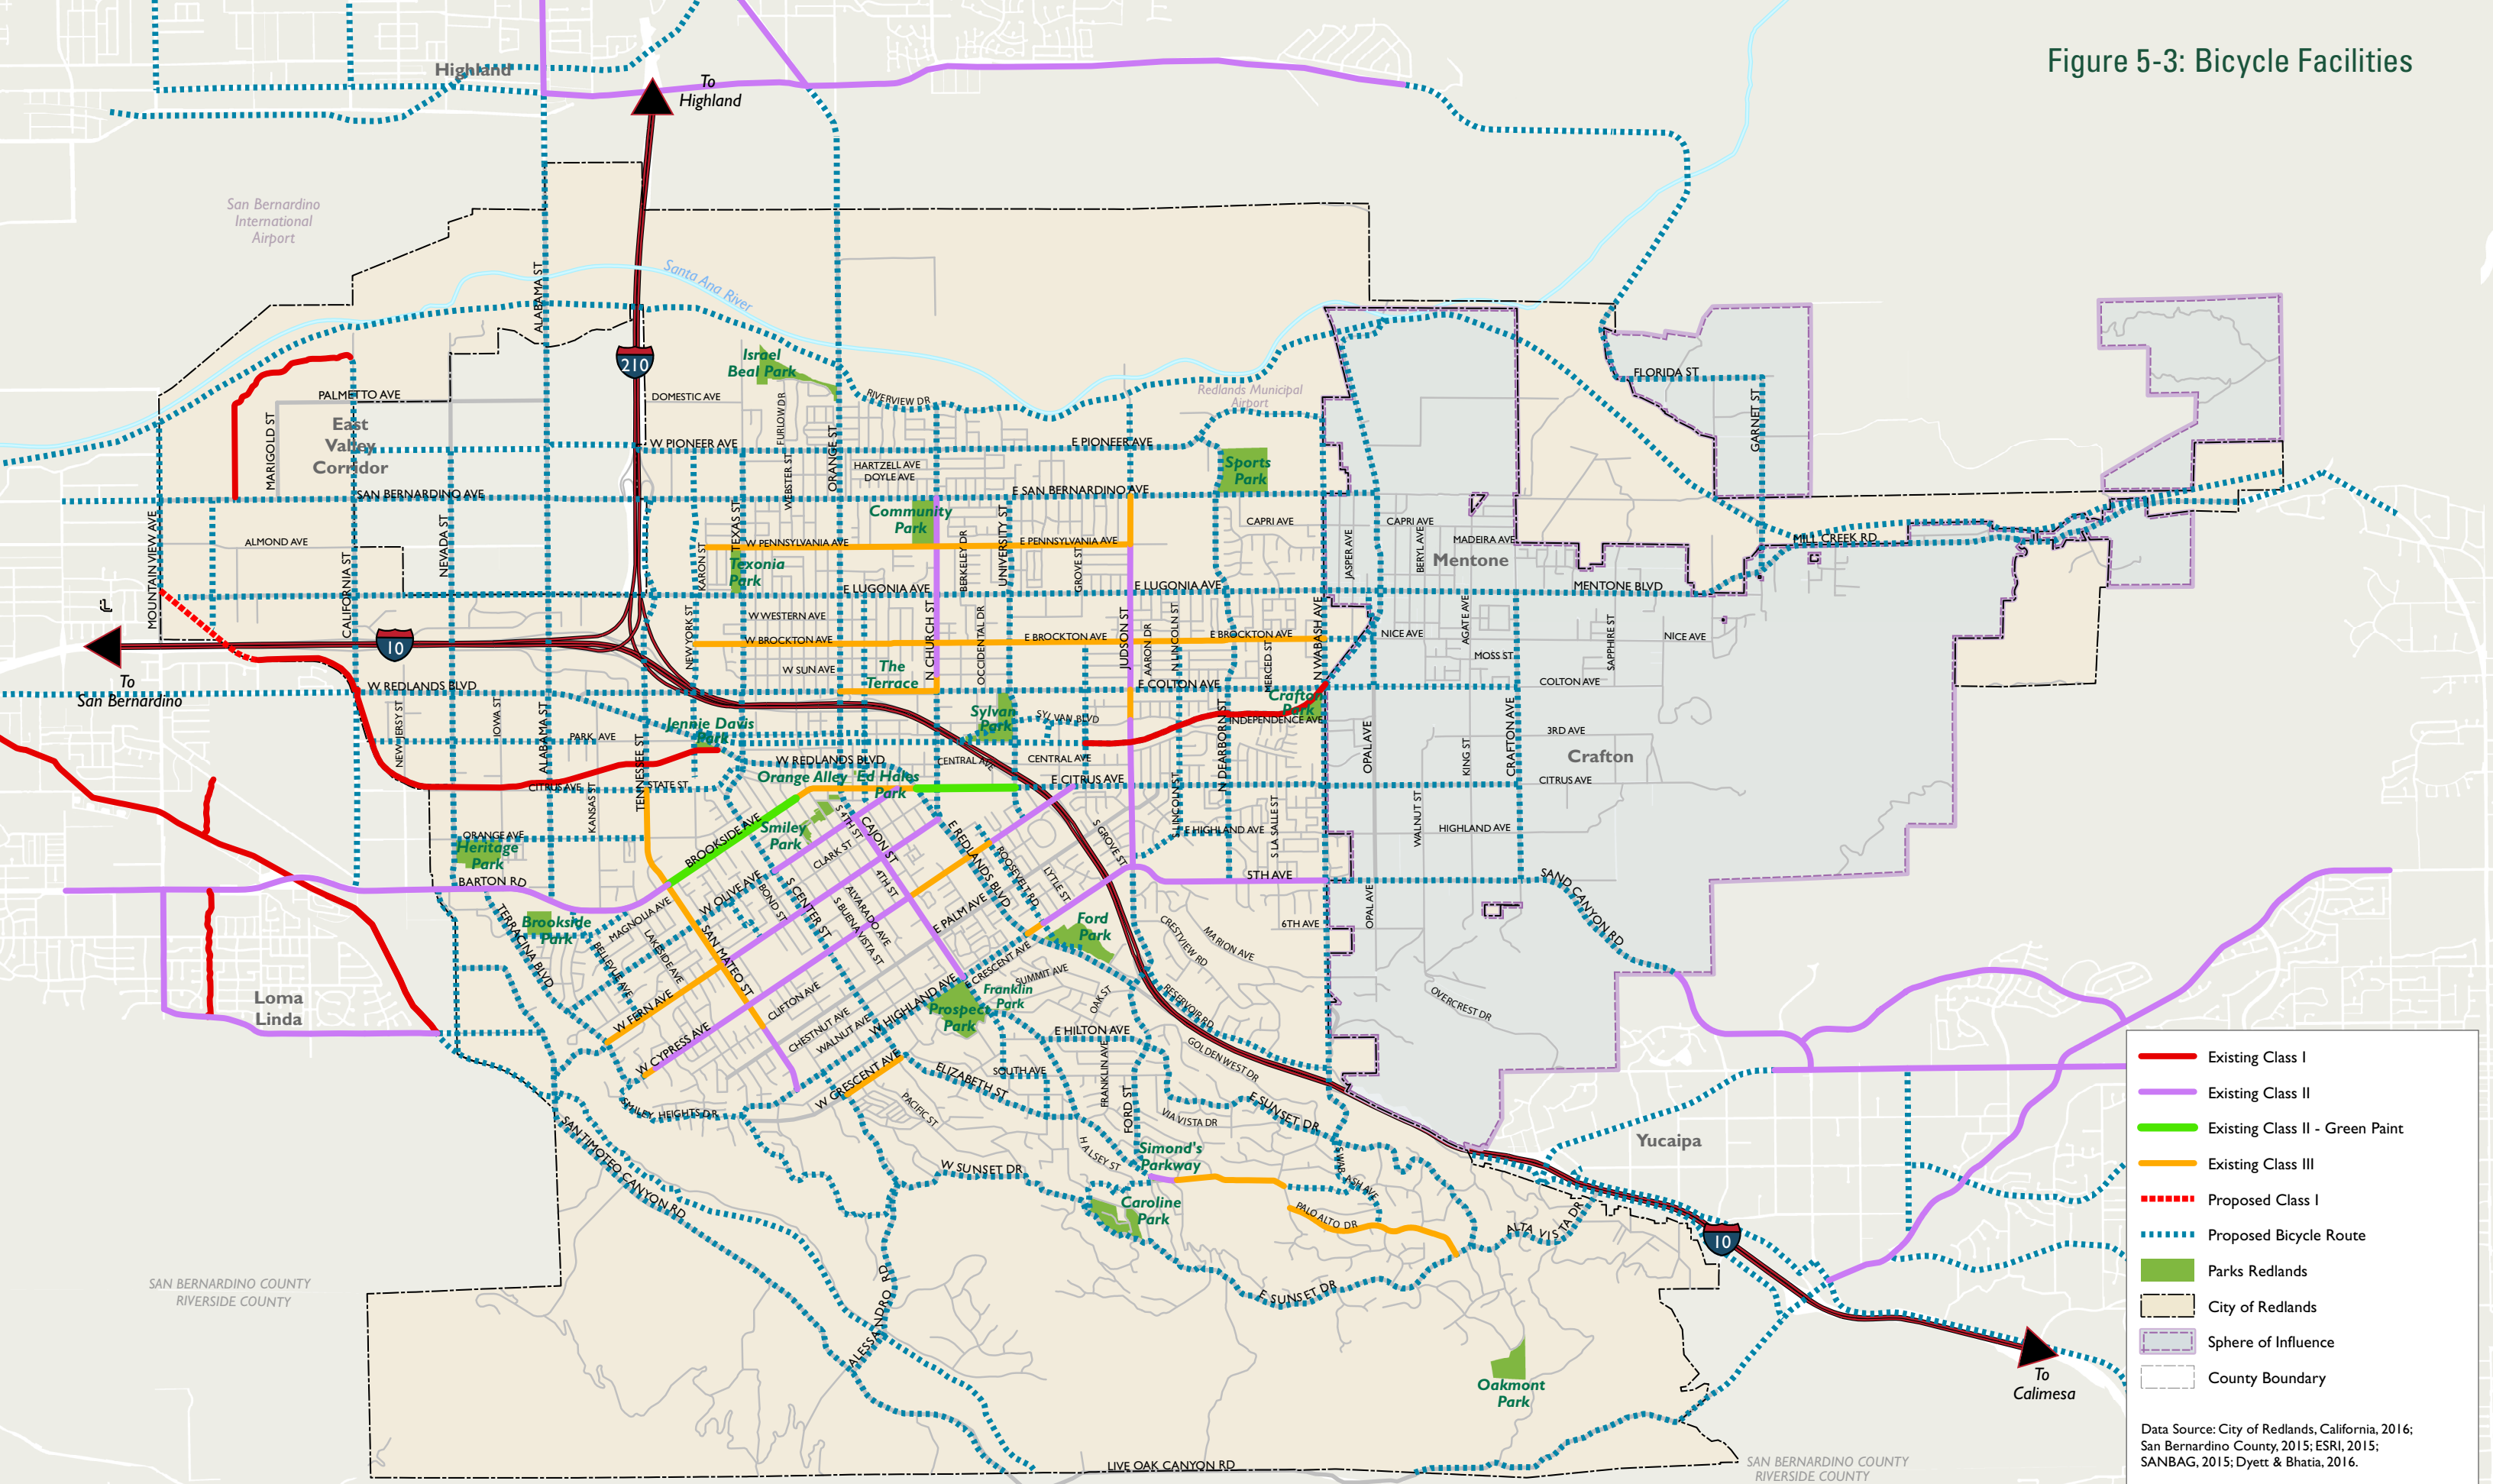 Figure 5-3: Bicycle Facilities
Highland
To
Highland
San Bernardino
International
Airport
Santa Ana River
ALABAMA ST
210
Israel
Beal Park
RIVERVIEW DR
Redlands Municipal
Airport
FLORIDA ST
GARNET ST
PALMETTO AVE
DOMESTIC AVE
FURLOW DR
ORANGE ST
MARIGOLD ST
East
Valley
Corridor
W PIONEER AVE
E PIONEER AVE
HARTZELL AVE
DOYLE AVE
WEBSTER ST
Sports
Park
SAN BERNARDINO AVE
E SAN BERNARDINO AVE
MOUNTAIN VIEW AVE
NEVADA ST
TEXAS ST
Community
Park
UNIVERSITY ST
CAPRI AVE
CAPRI AVE
JASPER AVE
BERYL AVE
MADEIRA AVE
Mentone
MILL CREEK RD
ALMOND AVE
CALIFORNIA ST
KARON ST
W PENNSYLVANIA AVE
E PENNSYLVANIA AVE
Texonia
Park
BERKELEY DR
GROVE ST
E LUGONIA AVE
E LUGONIA AVE
MENTONE BLVD
NEW YORK ST
W WESTERN AVE
N CHURCH ST
OCCIDENTAL DR
JUDSON ST
AARON DR
N LINCOLN ST
MERCED ST
N WABASH AVE
AGATE AVE
SAPPHIRE ST
W BROCKTON AVE
E BROCKTON AVE
E BROCKTON AVE
NICE AVE
NICE AVE
MOSS ST
10
To
San Bernardino
W SUN AVE
The
Terrace
W REDLANDS BLVD
E COLTON AVE
COLTON AVE
Crafton
Park
INDEPENDENCE AVE
NEW JERSEY ST
IOWA ST
ALABAMA ST
PARK AVE
TENNESSEE ST
Jennie Davis
Park
Sylvan
Park
SYLVAN BLVD
N DEARBORN ST
OPAL AVE
KING ST
CRAFTON AVE
3RD AVE
Crafton
W REDLANDS BLVD
CENTRAL AVE
CENTRAL AVE
Orange Alley
Ed Hales
Park
E CITRUS AVE
CITRUS AVE
CITRUS AVE
STATE ST
KANSAS ST
ORANGE AVE
Heritage
Park
BROOKSIDE AVE
Smiley
Park
S 4TH ST
CAJON ST
CLARK ST
4TH ST
E REDLANDS BLVD
ROOSEVELT RD
LYTLE ST
S GROVE ST
S LINCOLN ST
E HIGHLAND AVE
S LA SALLE ST
WALNUT ST
HIGHLAND AVE
BARTON RD
5TH AVE
SAND CANYON RD
W OLIVE AVE
BOND ST
S CENTER ST
ALVARADO AVE
S BUENA VISTA ST
E PALM AVE
Ford
Park
OPAL AVE
6TH AVE
TERRACINA BLVD
Brookside
Park
MAGNOLIA AVE
LAKESIDE AVE
BELLEVUE AVE
SAN MATEO ST
CRESTVIEW RD
MARION AVE
E CRESCENT AVE
SUMMIT AVE
OAK ST
Franklin
Park
Prospect
Park
RESERVOIR RD
OVERCREST DR
Loma
Linda
W FERN AVE
CLIFTON AVE
CHESTNUT AVE
WALNUT AVE
W HIGHLAND AVE
E HILTON AVE
GOLDEN WEST DR
W CYPRESS AVE
W CRESCENT AVE
ELIZABETH ST
SOUTH AVE
FRANKLIN AVE
FORD ST
SMILEY HEIGHTS DR
PACIFIC ST
E SUNSET DR
VIA VISTA DR
HALSEY ST
Simond's
Parkway
S WABASH AVE
Yucaipa
SAN TIMOTEO CANYON RD
W SUNSET DR
Caroline
Park
PALO ALTO DR
ALTA VISTA DR
10
ALESSANDRO RD
E SUNSET DR
SAN BERNARDINO COUNTY
RIVERSIDE COUNTY
Oakmont
Park
To
Calimesa
LIVE OAK CANYON RD
SAN BERNARDINO COUNTY
RIVERSIDE COUNTY
Existing Class I
Existing Class II
Existing Class II - Green Paint
Existing Class III
Proposed Class I
Proposed Bicycle Route
Parks Redlands
City of Redlands
Sphere of Influence
County Boundary
Data Source: City of Redlands, California, 2016;
San Bernardino County, 2015; ESRI, 2015;
SANBAG, 2015; Dyett & Bhatia, 2016.